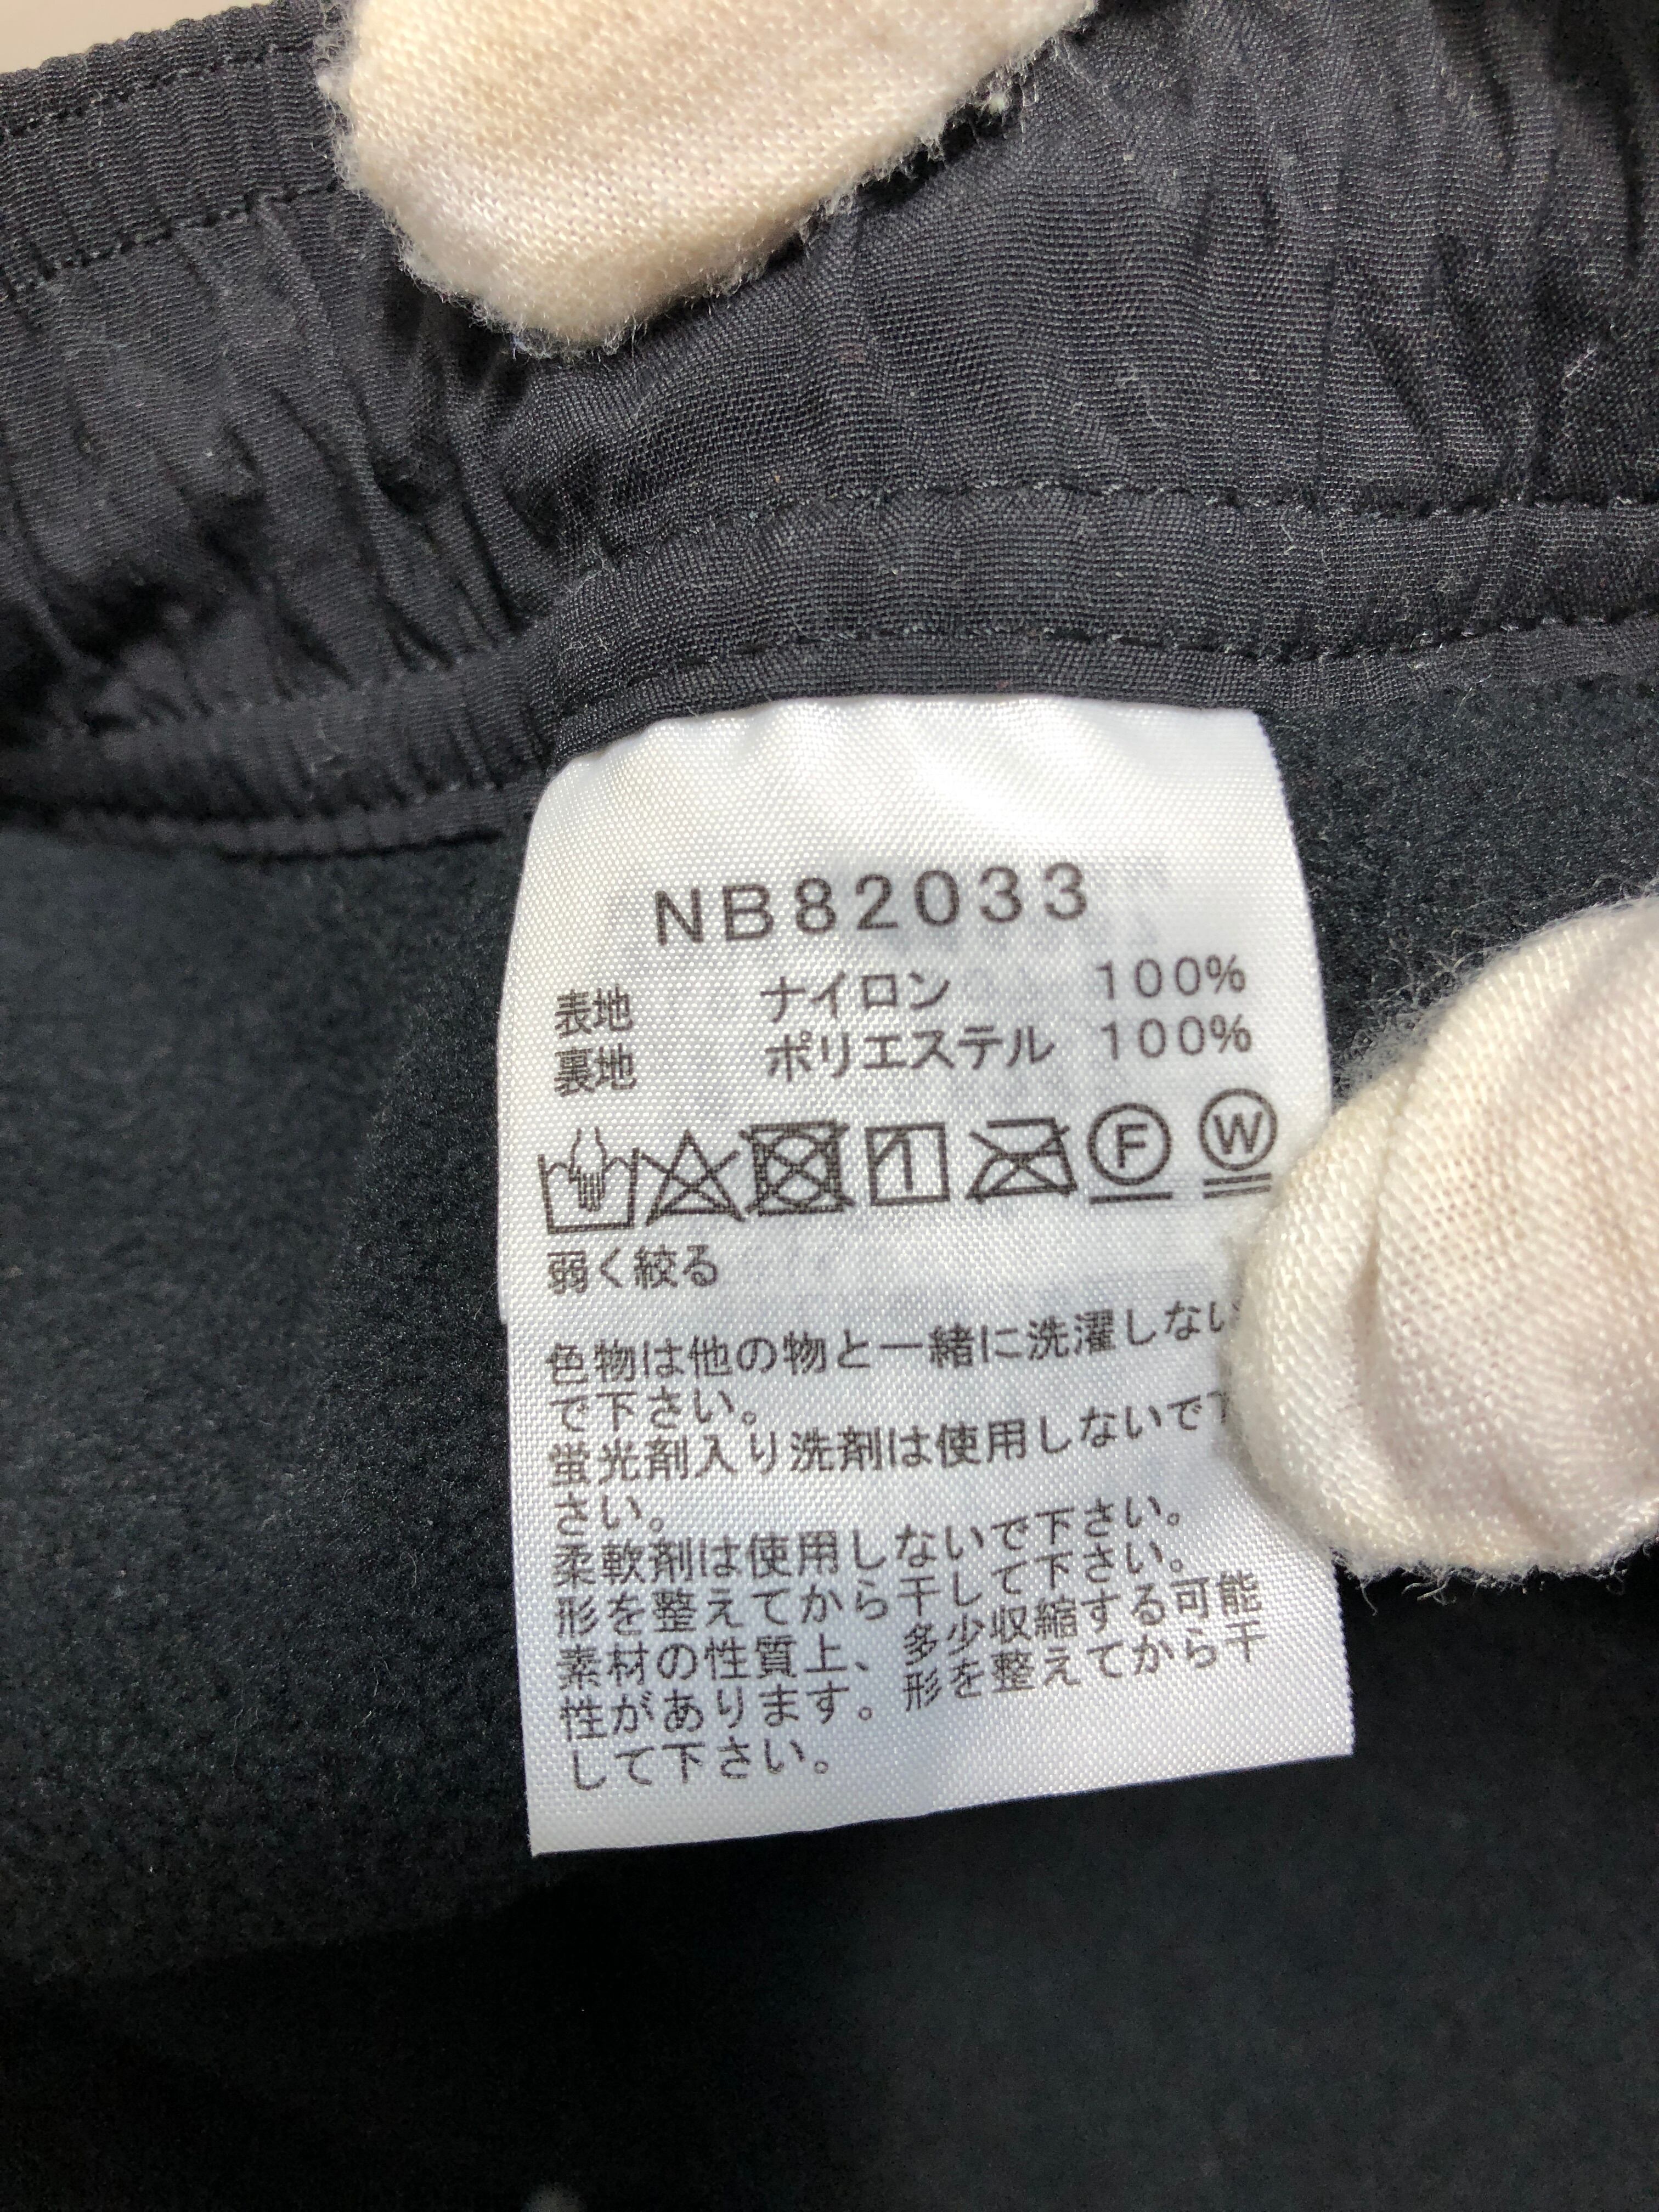 NB82033
表地 ナイロン 100%
裏地 ポリエステル 100%
1 F W
弱く絞る
色物は他の物と一緒に洗濯しない
で下さい。
蛍光剤入り洗剤は使用しないで下
さい。
柔軟剤は使用しないで下さい。
形を整えてから干して下さい。
素材の性質上、多少収縮する可能
性があります。形を整えてから干
して下さい。